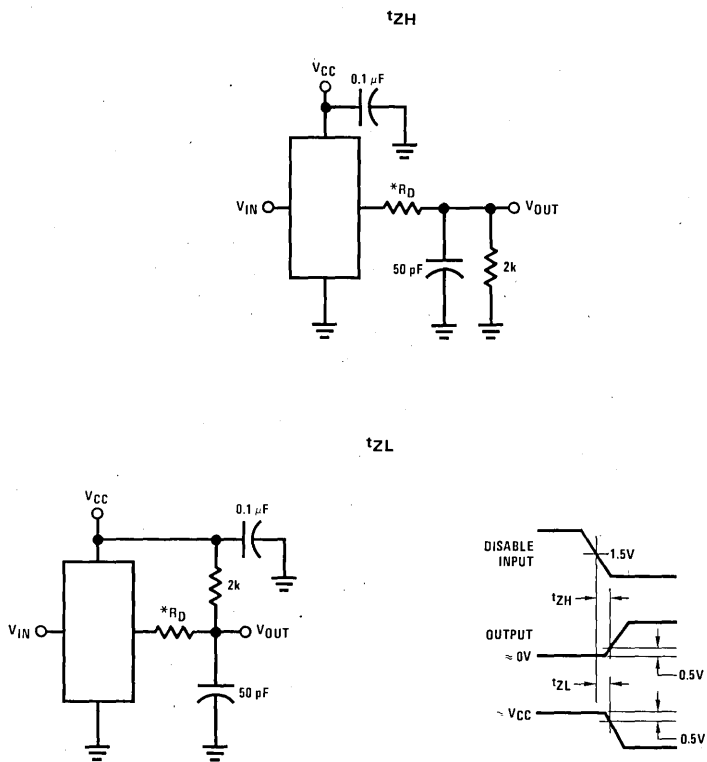 tZH
VCC
0.1 µF
VIN
*RD
VOUT
50 pF
2k
tZL
VCC
0.1 µF
2k
VIN
*RD
VOUT
50 pF
DISABLE
INPUT
1.5V
tZH
OUTPUT
≈ 0V
0.5V
tZL
≈ VCC
0.5V